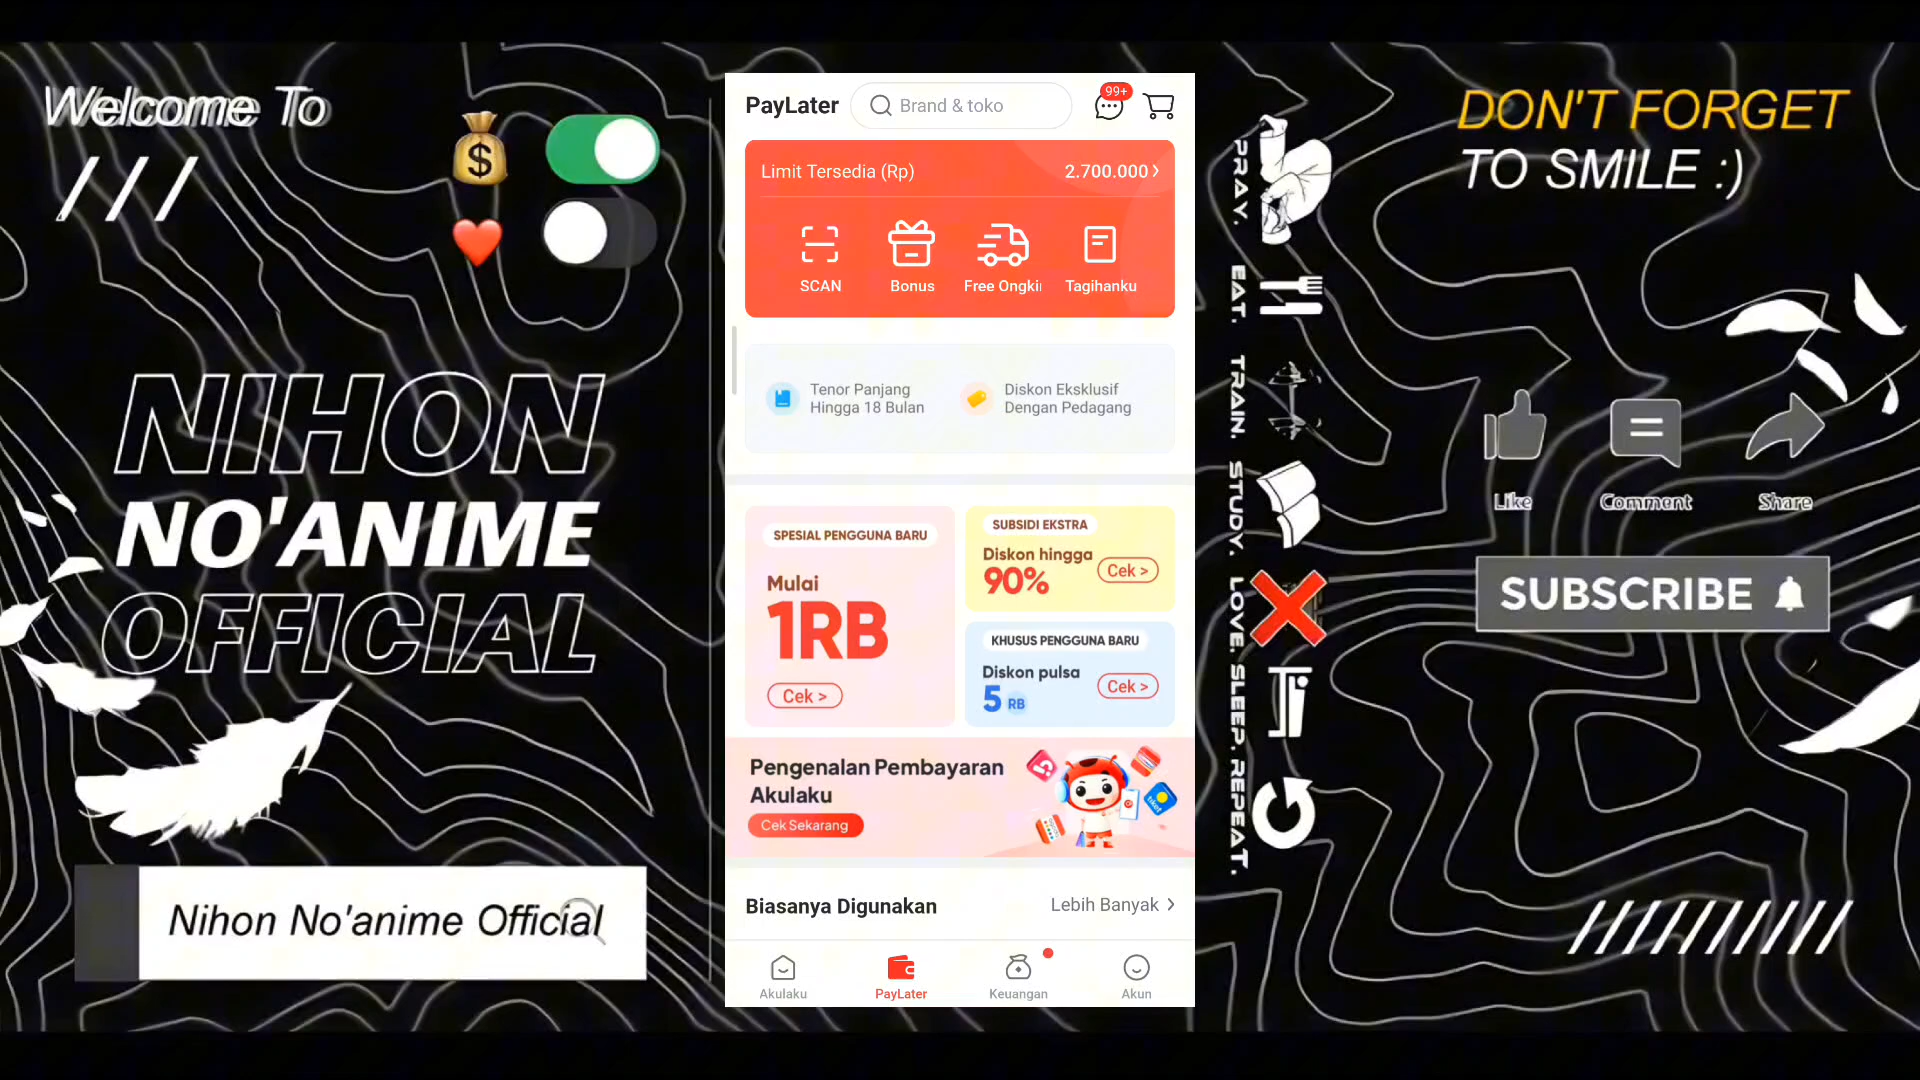 Welcome To
NIHON
NO'ANIME
OFFICIAL
Nihon No'anime Official
PayLater
Brand & toko
99+
Limit Tersedia (Rp)
2.700.000
SCAN
Bonus
Free Ongki
Tagihanku
Tenor Panjang
Hingga 18 Bulan
Diskon Eksklusif
Dengan Pedagang
SPESIAL PENGGUNA BARU
Mulai
1RB
Cek >
SUBSIDI EKSTRA
Diskon hingga
90%
Cek >
KHUSUS PENGGUNA BARU
Diskon pulsa
5 RB
Cek >
Pengenalan Pembayaran
Akulaku
Cek Sekarang
Biasanya Digunakan
Lebih Banyak
Akulaku
PayLater
Keuangan
Akun
PRAY. EAT. TRAIN. STUDY. LOVE. SLEEP. REPEAT.
DON'T FORGET
TO SMILE :)
Like
Comment
Share
SUBSCRIBE